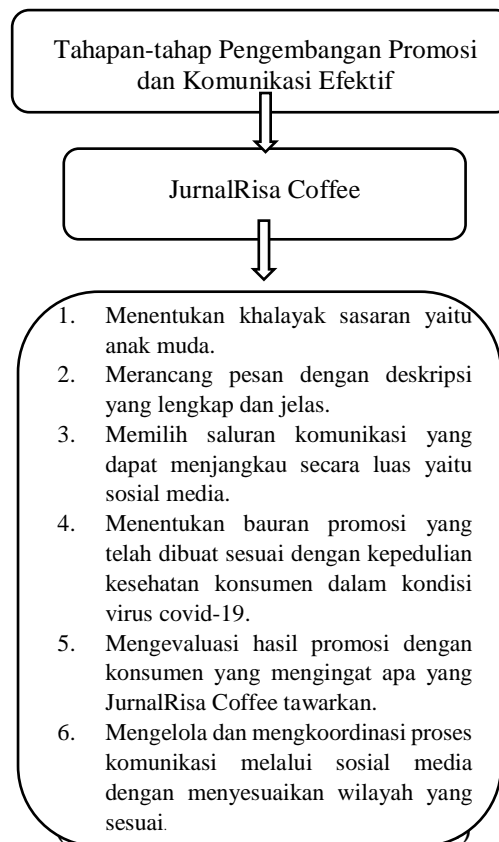 Tahapan-tahap Pengembangan Promosi
dan Komunikasi Efektif
JurnalRisa Coffee
1. Menentukan khalayak sasaran yaitu
anak muda.
2. Merancang pesan dengan deskripsi
yang lengkap dan jelas.
3. Memilih saluran komunikasi yang
dapat menjangkau secara luas yaitu
sosial media.
4. Menentukan bauran promosi yang
telah dibuat sesuai dengan kepedulian
kesehatan konsumen dalam kondisi
virus covid-19.
5. Mengevaluasi hasil promosi dengan
konsumen yang mengingat apa yang
JurnalRisa Coffee tawarkan.
6. Mengelola dan mengkoordinasi proses
komunikasi melalui sosial media
dengan menyesuaikan wilayah yang
sesuai.